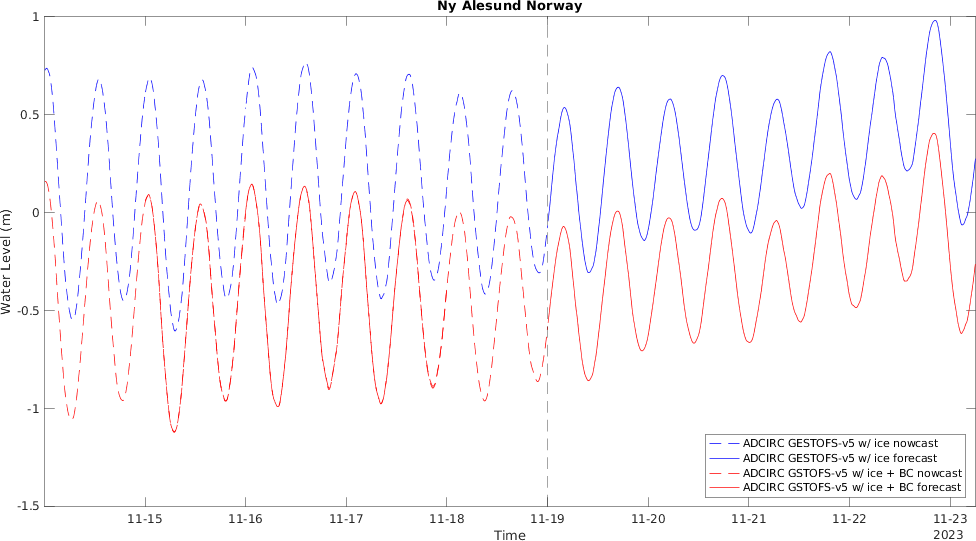 Ny Alesund Norway
Water Level (m)
1
0.5
0
-0.5
-1
-1.5
ADCIRC GESTOFS-v5 w/ ice nowcast
ADCIRC GESTOFS-v5 w/ ice forecast
ADCIRC GSTOFS-v5 w/ ice + BC nowcast
ADCIRC GSTOFS-v5 w/ ice + BC forecast
11-15 11-16 11-17 11-18 11-19 11-20 11-21 11-22 11-23
2023
Time